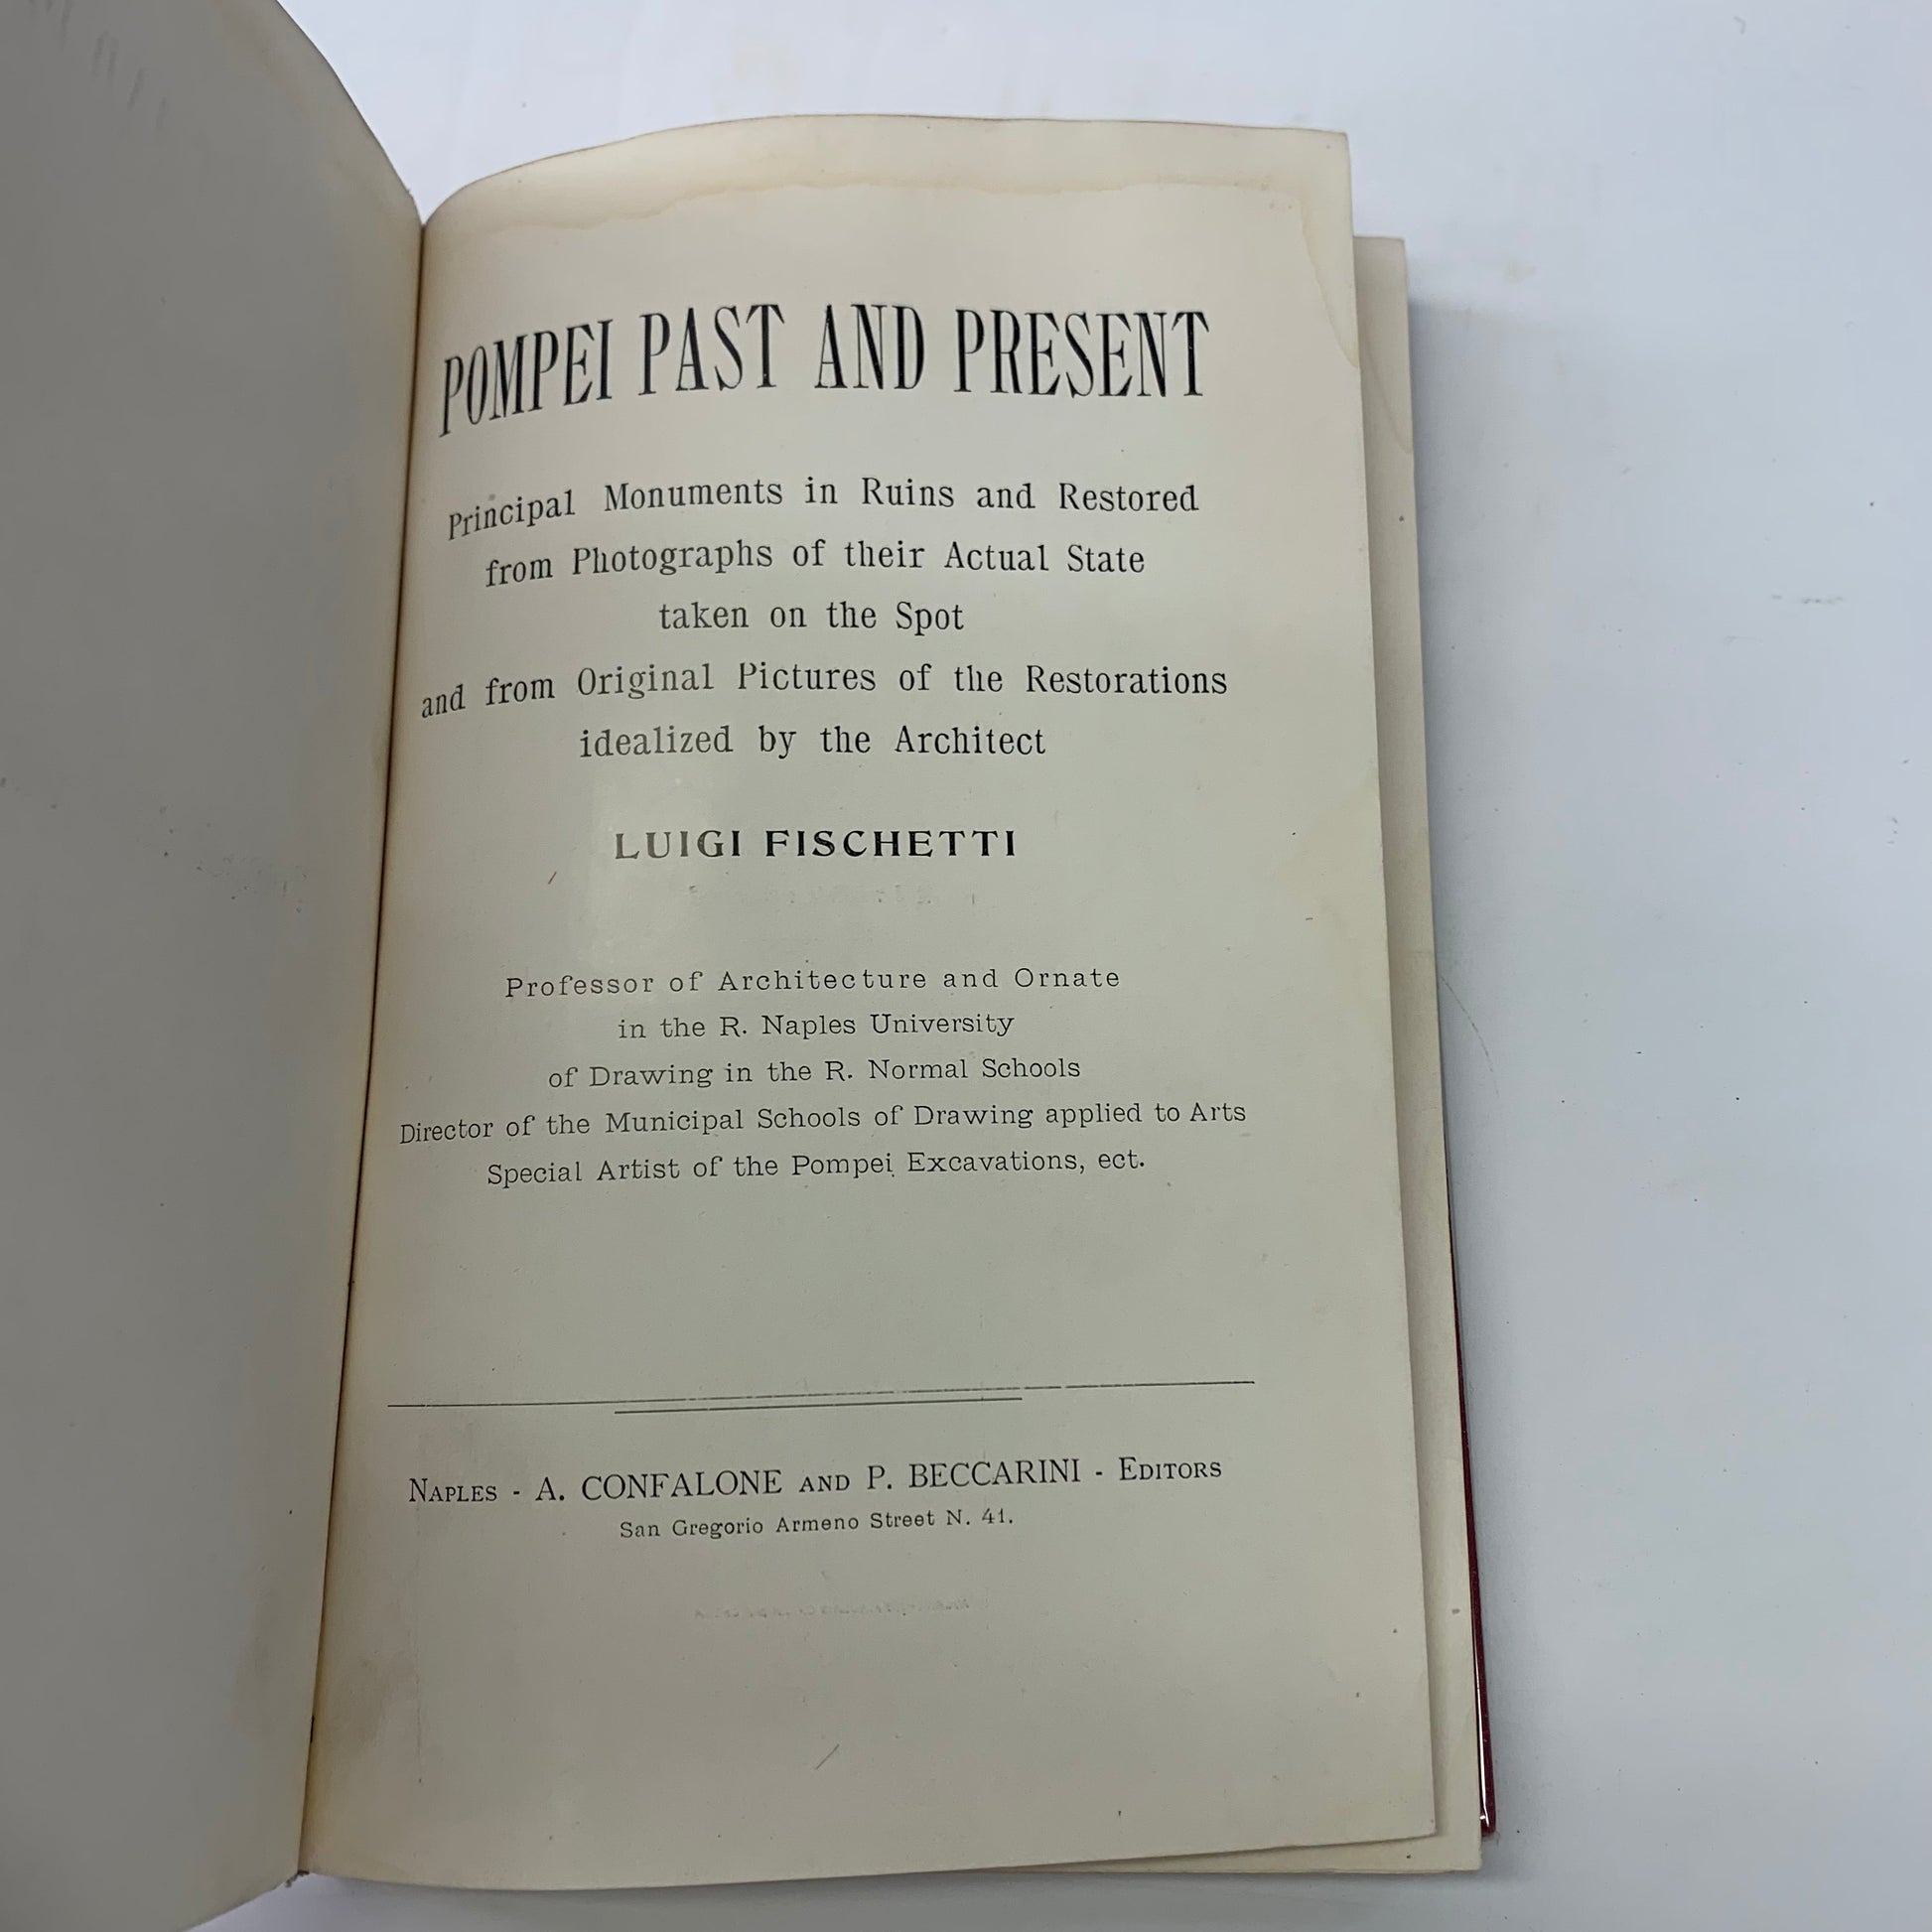 POMPEI PAST AND PRESENT
Principal Monuments in Ruins and Restored
from Photographs of their Actual State
taken on the Spot
and from Original Pictures of the Restorations
idealized by the Architect
LUIGI FISCHETTI
Professor of Architecture and Ornate
in the R. Naples University
of Drawing in the R. Normal Schools
Director of the Municipal Schools of Drawing applied to Arts
Special Artist of the Pompei Excavations, ect.
NAPLES - A. CONFALONE AND P. BECCARINI - EDITORS
San Gregorio Armeno Street N. 41.